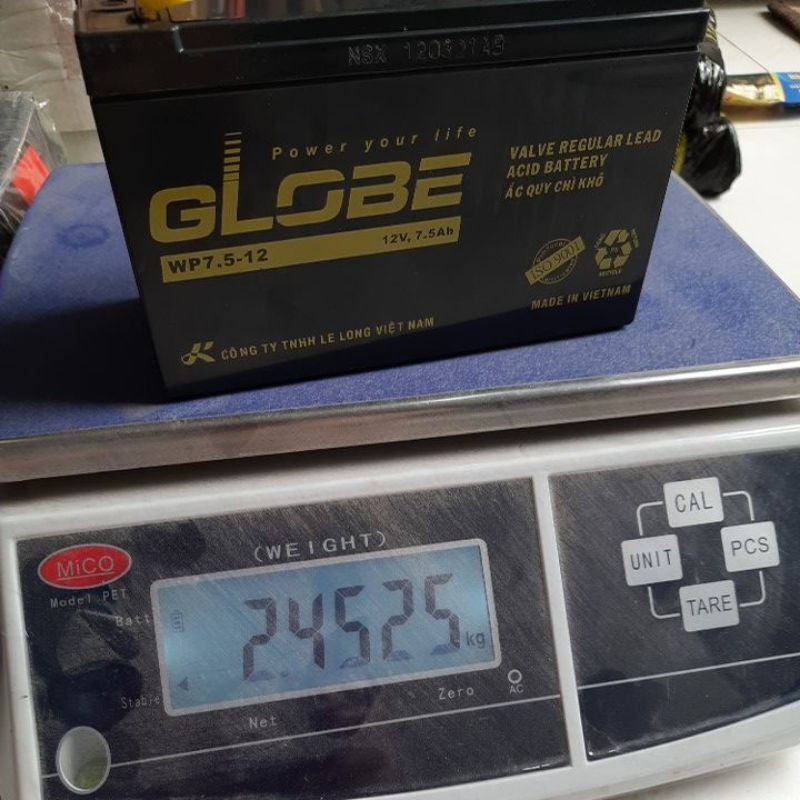 NSX 12032149
Power your life
GLOBE
WP7.5-12
12V, 7.5Ah
VALVE REGULAR LEAD
ACID BATTERY
ẮC QUY CHÌ KHÔ
ISO 9001
RECYCLE
MADE IN VIETNAM
CÔNG TY TNHH LE LONG VIỆT NAM
MiCO
Model PET
(WEIGHT)
Batt
2.4525 kg
Stable
Net
Zero
AC
CAL
UNIT
PCS
TARE